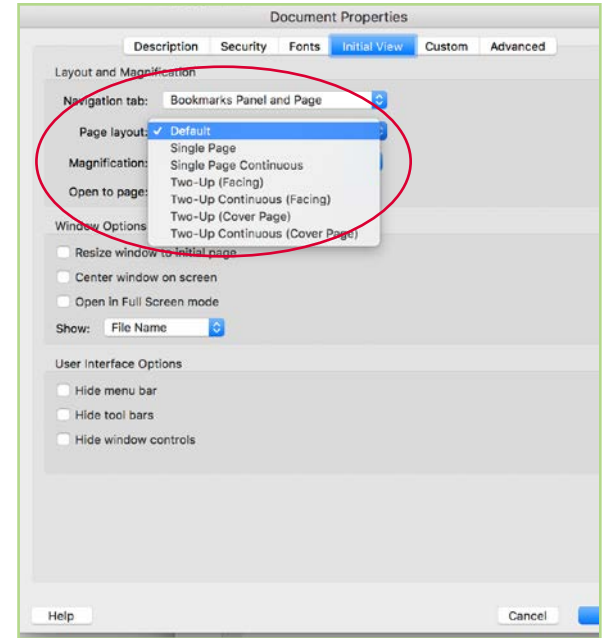 Document Properties
Description Security Fonts Initial View Custom Advanced
Layout and Magnification
Navigation tab: Bookmarks Panel and Page
Page layout: ✓ Default
Single Page
Magnification: Single Page Continuous
Two-Up (Facing)
Open to page: Two-Up Continuous (Facing)
Two-Up (Cover Page)
Window Options Two-Up Continuous (Cover Page)
Resize window to initial page
Center window on screen
Open in Full Screen mode
Show: File Name
User Interface Options
Hide menu bar
Hide tool bars
Hide window controls
Help Cancel